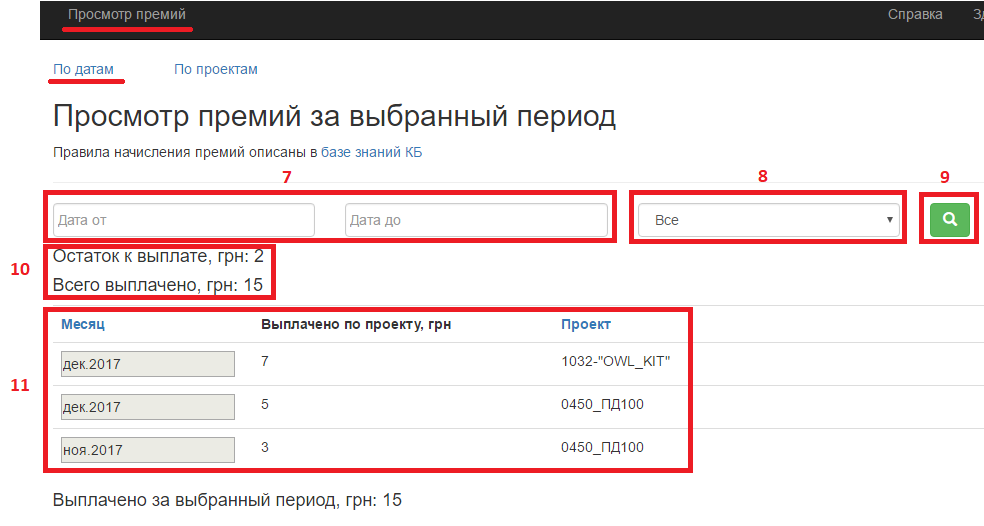 Просмотр премий Справка
По датам По проектам
Просмотр премий за выбранный период
Правила начисления премий описаны в базе знаний КБ
7 8 9
Дата от Дата до Все
10
Остаток к выплате, грн: 2
Всего выплачено, грн: 15
Месяц Выплачено по проекту, грн Проект
дек.2017 7 1032-"OWL_KIT"
11
дек.2017 5 0450_ПД100
ноя.2017 3 0450_ПД100
Выплачено за выбранный период, грн: 15